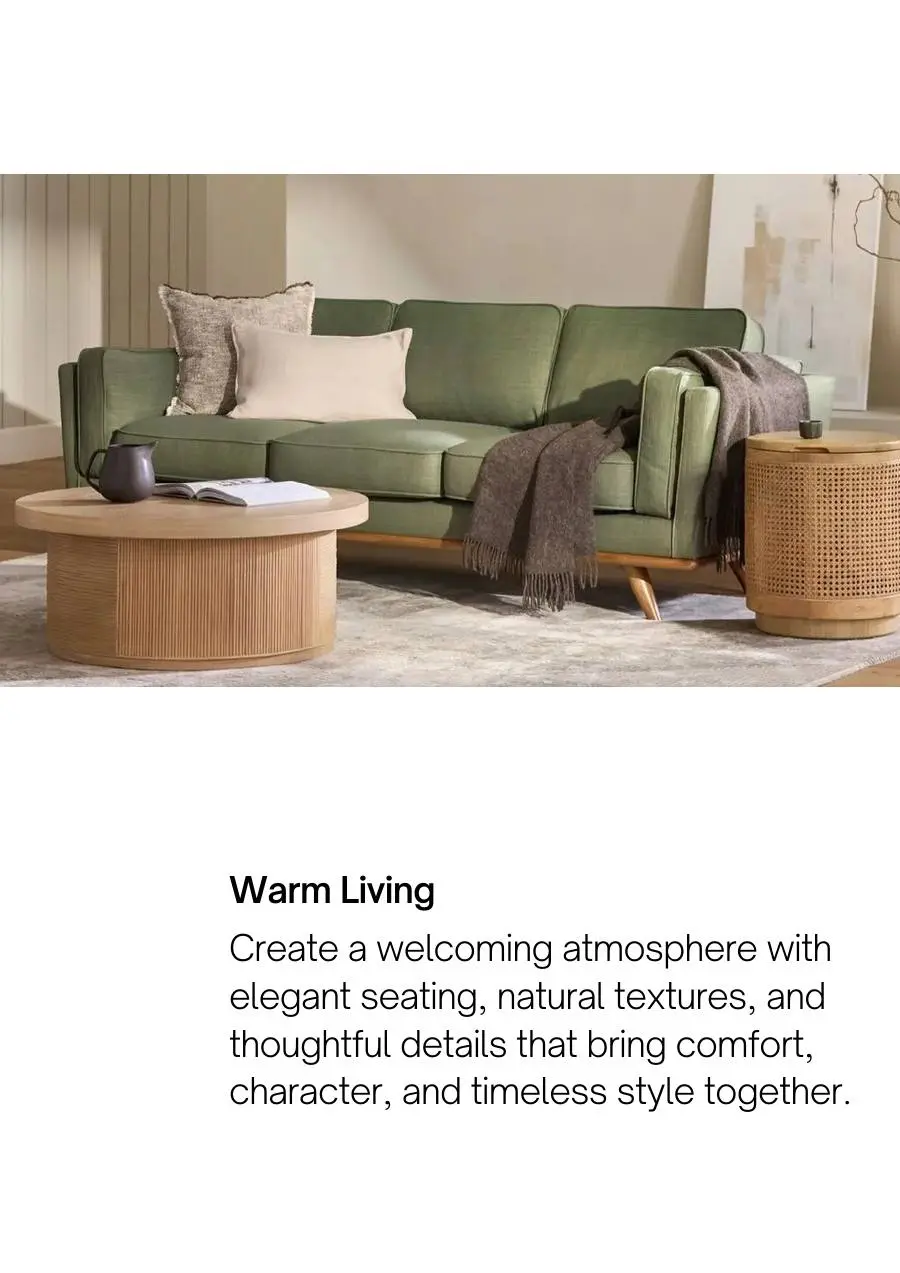 Warm Living
Create a welcoming atmosphere with
elegant seating, natural textures, and
thoughtful details that bring comfort,
character, and timeless style together.